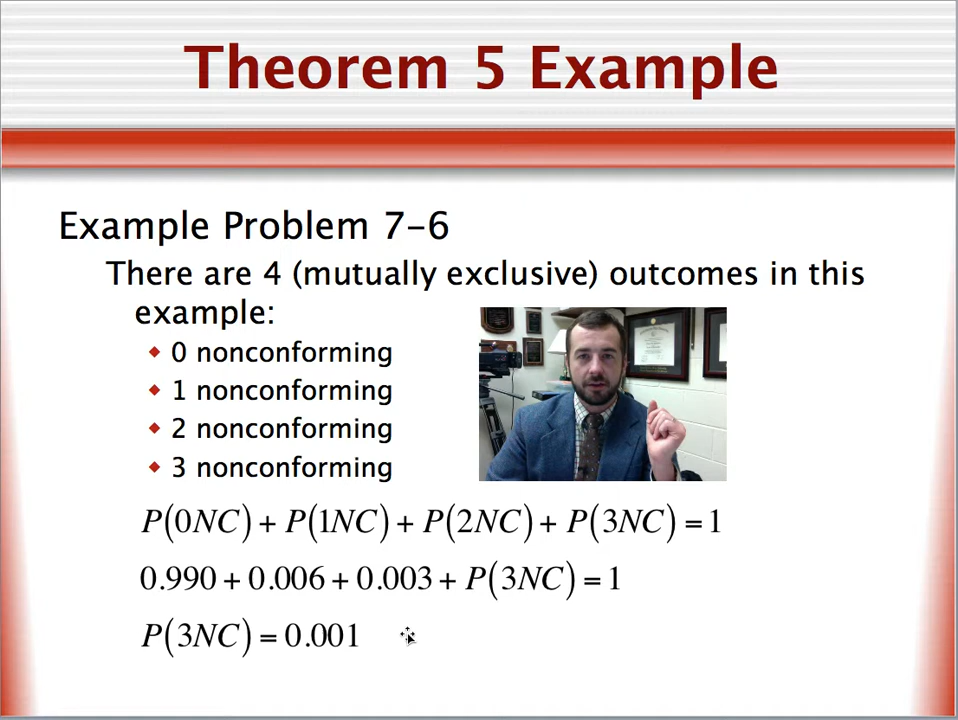 Theorem 5 Example
Example Problem 7-6
There are 4 (mutually exclusive) outcomes in this
example:
0 nonconforming
1 nonconforming
2 nonconforming
3 nonconforming
P(0NC) + P(1NC) + P(2NC) + P(3NC) = 1
0.990 + 0.006 + 0.003 + P(3NC) = 1
P(3NC) = 0.001